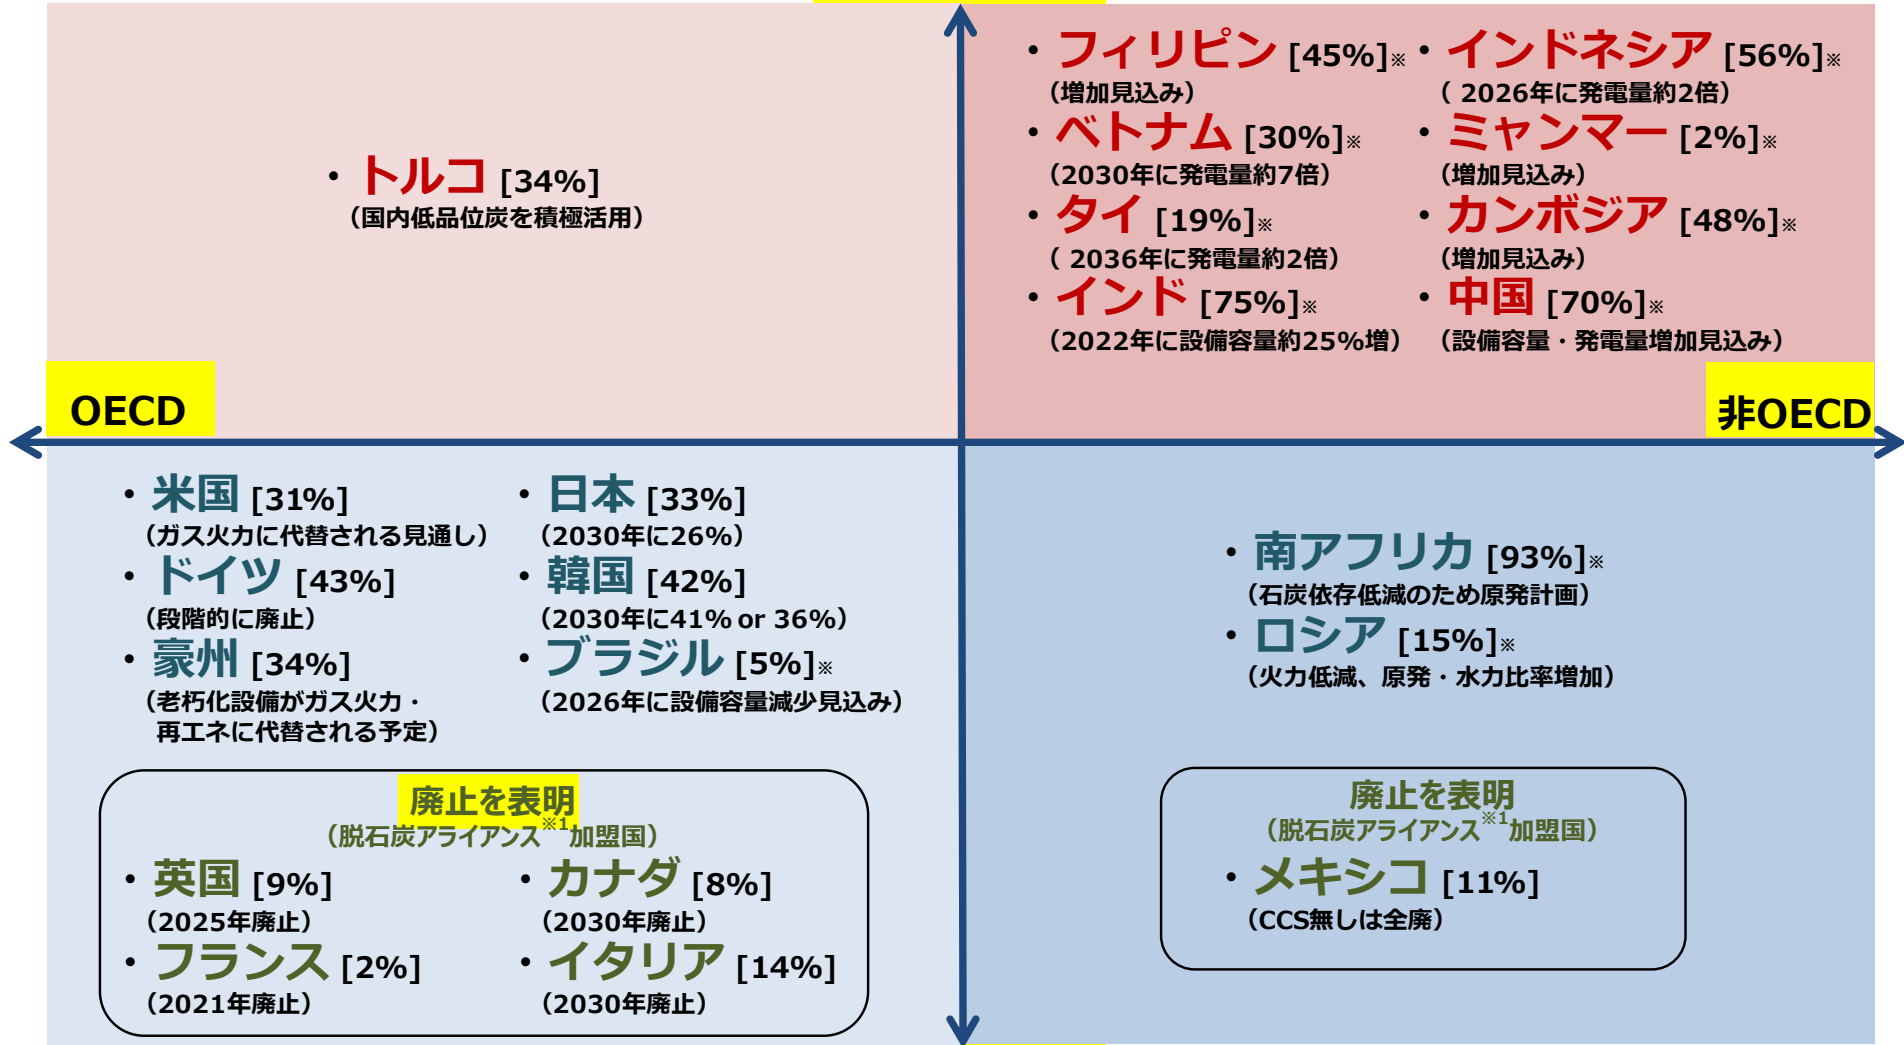 ・フィリピン [45%]※
（増加見込み）
・ベトナム [30%]※
（2030年に発電量約7倍）
・タイ [19%]※
（ 2036年に発電量約2倍）
・インド [75%]※
（2022年に設備容量約25%増）
・インドネシア [56%]※
（ 2026年に発電量約2倍）
・ミャンマー [2%]※
（増加見込み）
・カンボジア [48%]※
（増加見込み）
・中国 [70%]※
（設備容量・発電量増加見込み）
・トルコ [34%]
（国内低品位炭を積極活用）
OECD
非OECD
・米国 [31%]
（ガス火力に代替される見通し）
・ドイツ [43%]
（段階的に廃止）
・豪州 [34%]
（老朽化設備がガス火力・
再エネに代替される予定）
・日本 [33%]
（2030年に26%）
・韓国 [42%]
（2030年に41% or 36%）
・ブラジル [5%]※
（2026年に設備容量減少見込み）
・南アフリカ [93%]※
（石炭依存低減のため原発計画）
・ロシア [15%]※
（火力低減、原発・水力比率増加）
廃止を表明
（脱石炭アライアンス※1加盟国）
・英国 [9%]
（2025年廃止）
・フランス [2%]
（2021年廃止）
・カナダ [8%]
（2030年廃止）
・イタリア [14%]
（2030年廃止）
廃止を表明
（脱石炭アライアンス※1加盟国）
・メキシコ [11%]
（CCS無しは全廃）